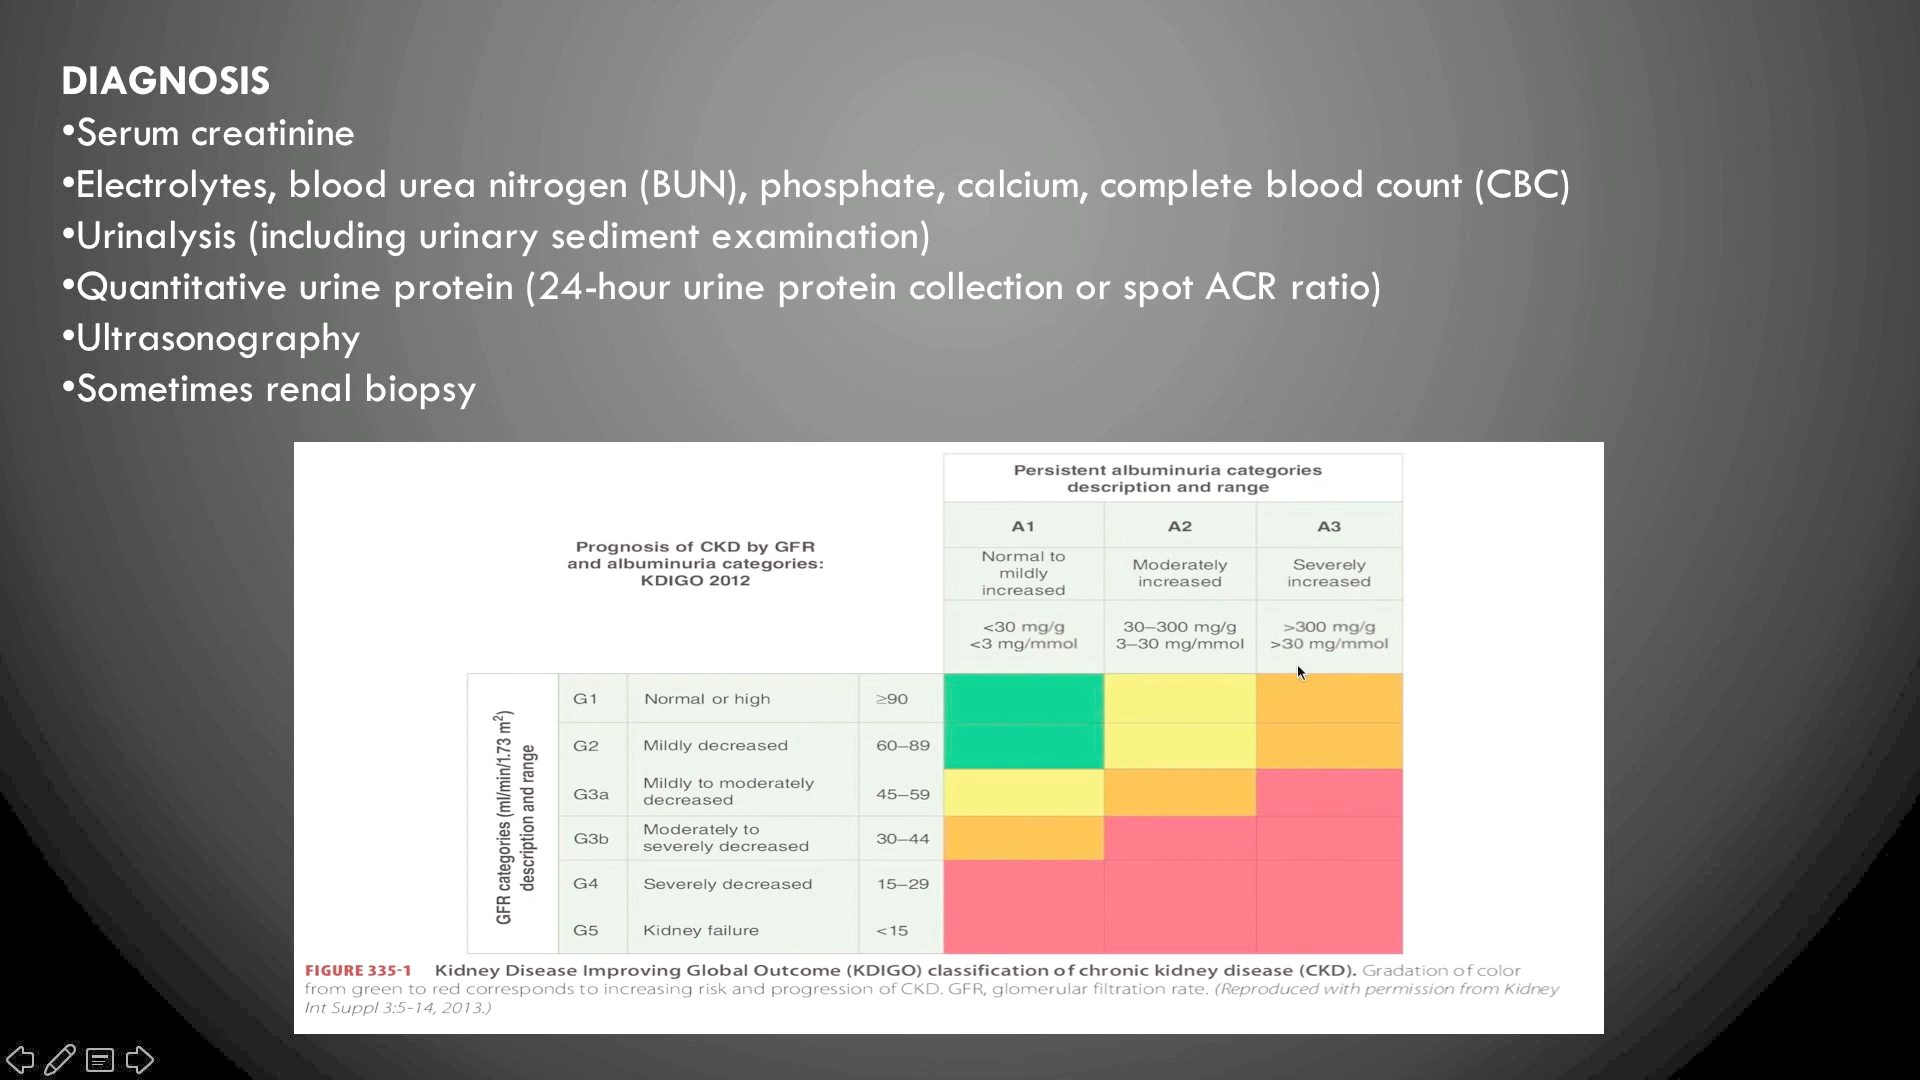 DIAGNOSIS
•Serum creatinine
•Electrolytes, blood urea nitrogen (BUN), phosphate, calcium, complete blood count (CBC)
•Urinalysis (including urinary sediment examination)
•Quantitative urine protein (24-hour urine protein collection or spot ACR ratio)
•Ultrasonography
•Sometimes renal biopsy
Persistent albuminuria categories
description and range
Prognosis of CKD by GFR
and albuminuria categories:
KDIGO 2012
A1 A2 A3
Normal to
mildly
increased
Moderately
increased
Severely
increased
<30 mg/g
<3 mg/mmol
30–300 mg/g
3–30 mg/mmol
>300 mg/g
>30 mg/mmol
GFR categories (ml/min/1.73 m²)
description and range
G1 Normal or high ≥90
G2 Mildly decreased 60–89
G3a Mildly to moderately
decreased 45–59
G3b Moderately to
severely decreased 30–44
G4 Severely decreased 15–29
G5 Kidney failure <15
FIGURE 335-1 Kidney Disease Improving Global Outcome (KDIGO) classification of chronic kidney disease (CKD). Gradation of color
from green to red corresponds to increasing risk and progression of CKD. GFR, glomerular filtration rate. (Reproduced with permission from Kidney
Int Suppl 3:5-14, 2013.)